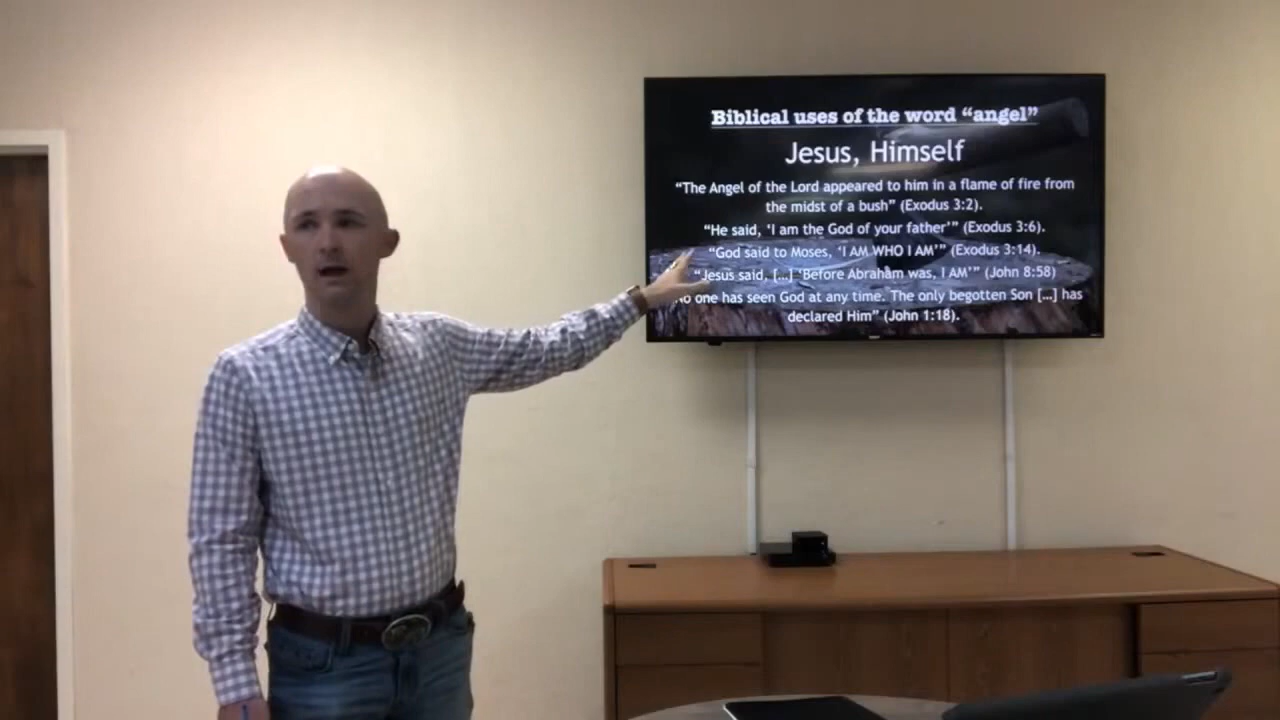 Biblical uses of the word “angel”
Jesus, Himself
“The Angel of the Lord appeared to him in a flame of fire from
the midst of a bush” (Exodus 3:2).
“He said, ‘I am the God of your father’” (Exodus 3:6).
“God said to Moses, ‘I AM WHO I AM’” (Exodus 3:14).
“Jesus said, […] ‘Before Abraham was, I AM’” (John 8:58)
one has seen God at any time. The only begotten Son […] has
declared Him” (John 1:18).